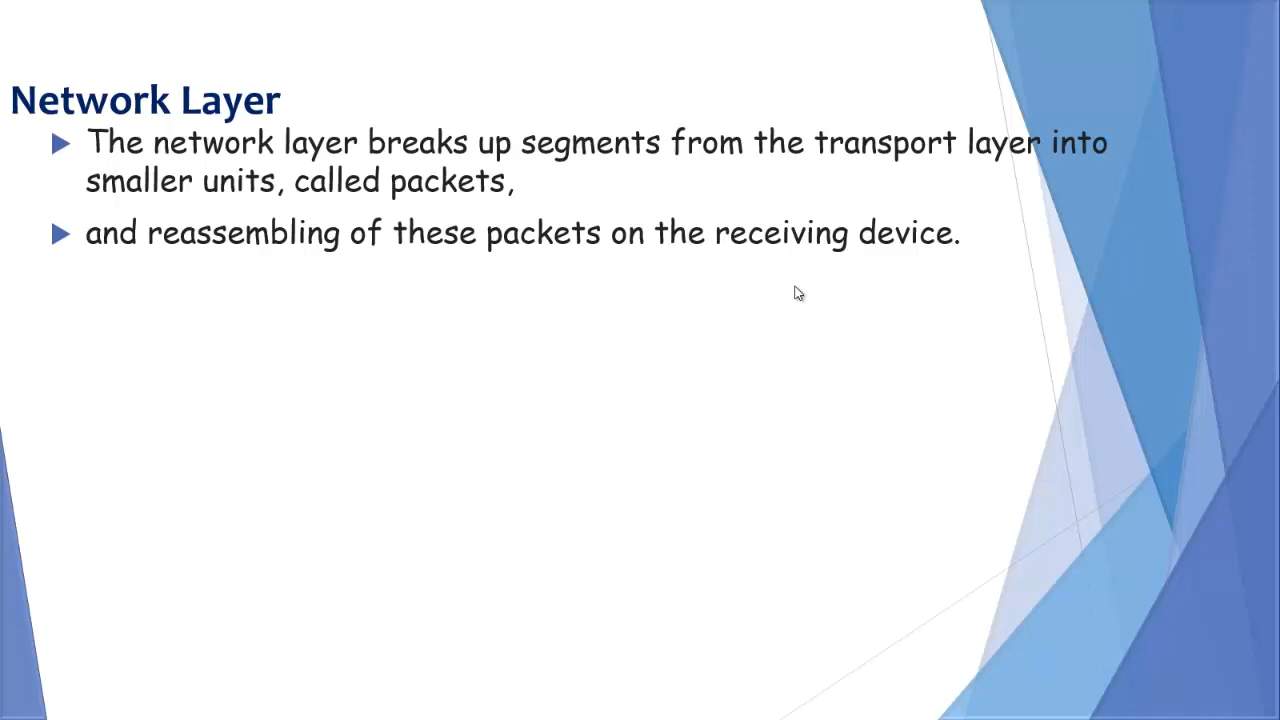 Network Layer
The network layer breaks up segments from the transport layer into
smaller units, called packets,
and reassembling of these packets on the receiving device.